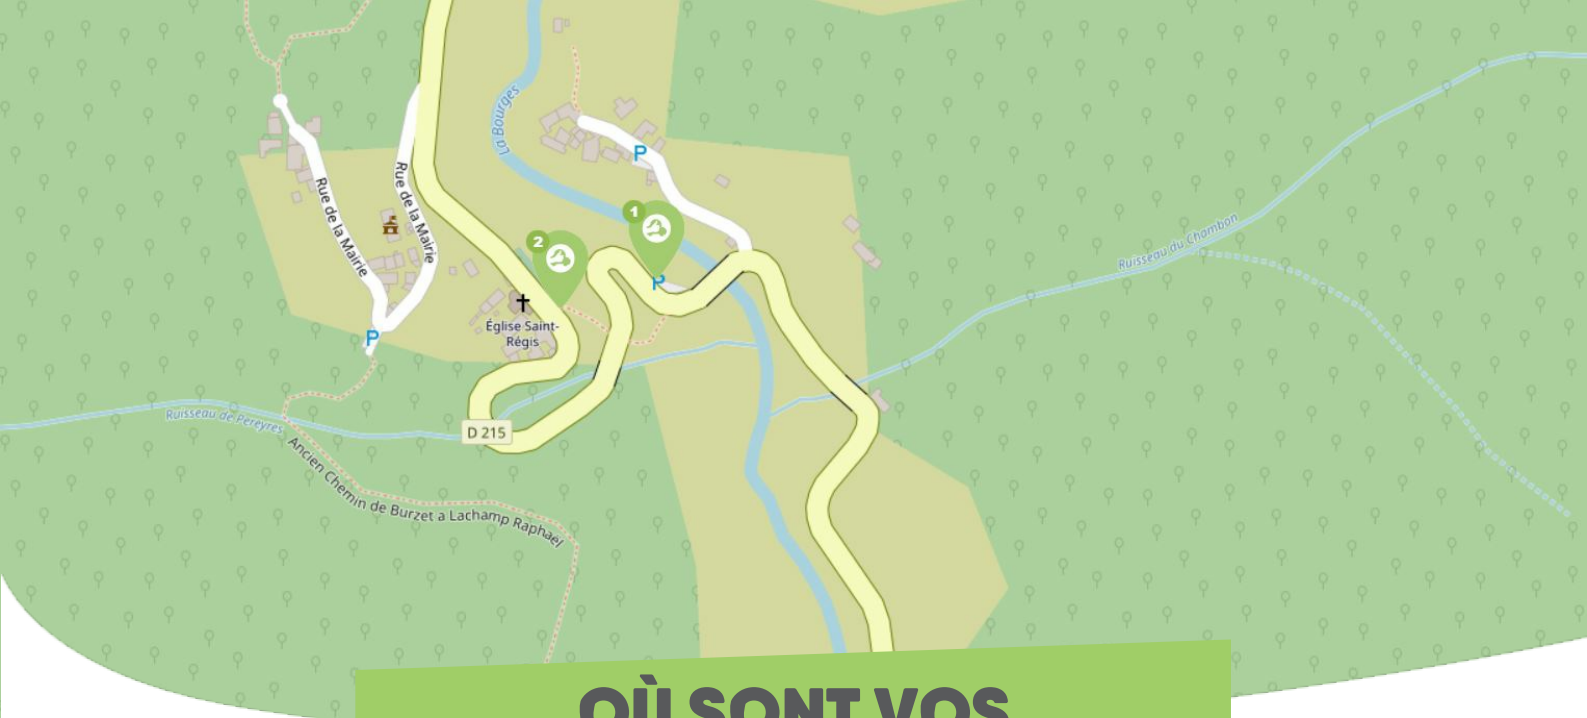 La Bourges
P
Rue de la Mairie
Rue de la Mairie
1
2
P
Église Saint-
Régis
P
Ruisseau du Chambon
Ruisseau de Pereyres
D 215
Ancien Chemin de Burzet a Lachamp Raphaël
OÙ SONT VOS